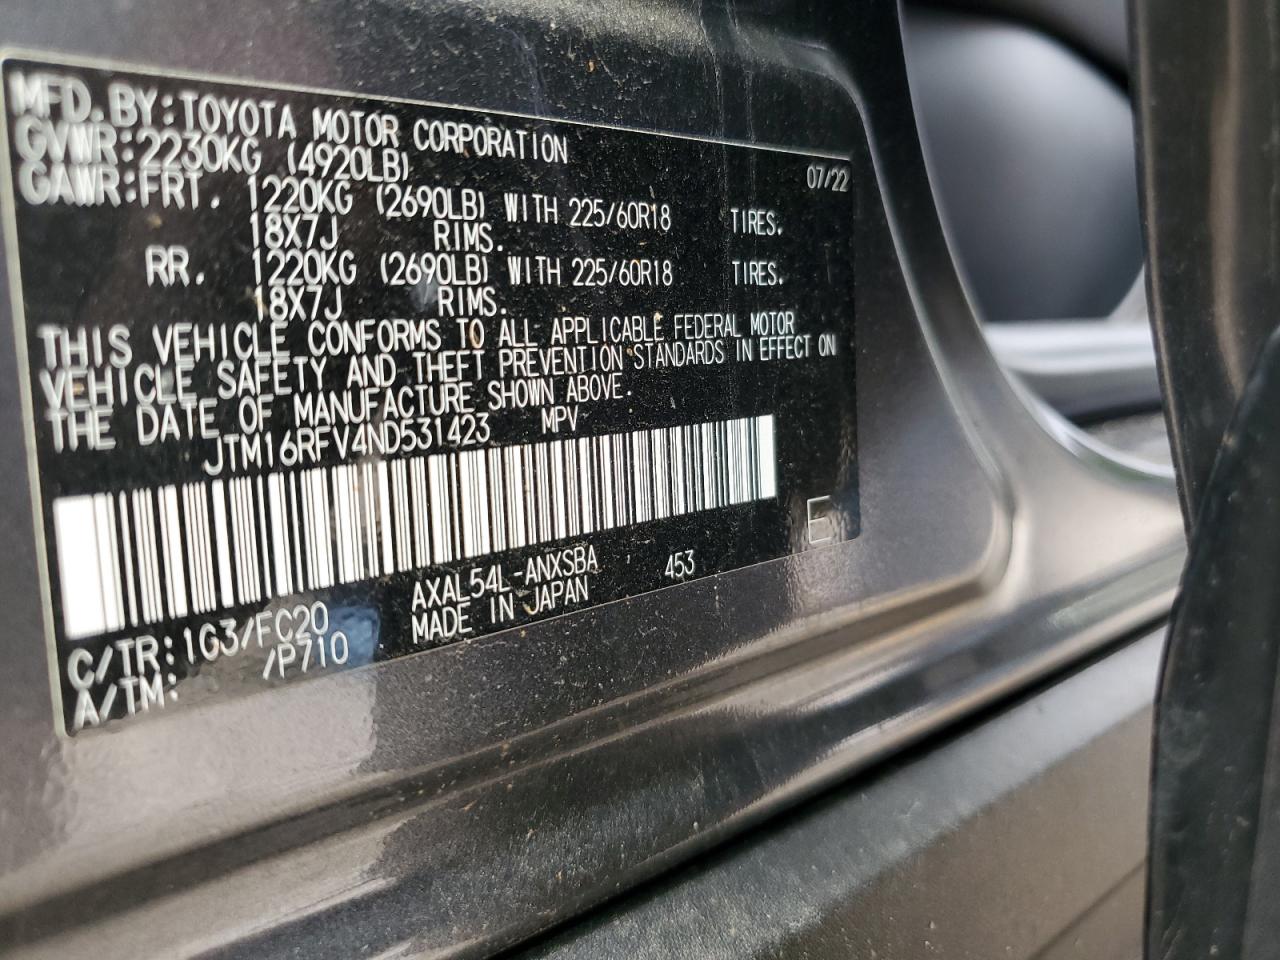 MFD.BY:TOYOTA MOTOR CORPORATION 07/22
GVWR:2230KG (4920LB)
GAWR:FRT. 1220KG (2690LB) WITH 225/60R18 TIRES.
18X7J RIMS.
RR. 1220KG (2690LB) WITH 225/60R18 TIRES.
18X7J RIMS.
THIS VEHICLE CONFORMS TO ALL APPLICABLE FEDERAL MOTOR
VEHICLE SAFETY AND THEFT PREVENTION STANDARDS IN EFFECT ON
THE DATE OF MANUFACTURE SHOWN ABOVE.
JTM16RFV4ND531423 MPV
E
C/TR:1G3/FC20 AXAL54L-ANXSBA 453
A/TM: /P710 MADE IN JAPAN